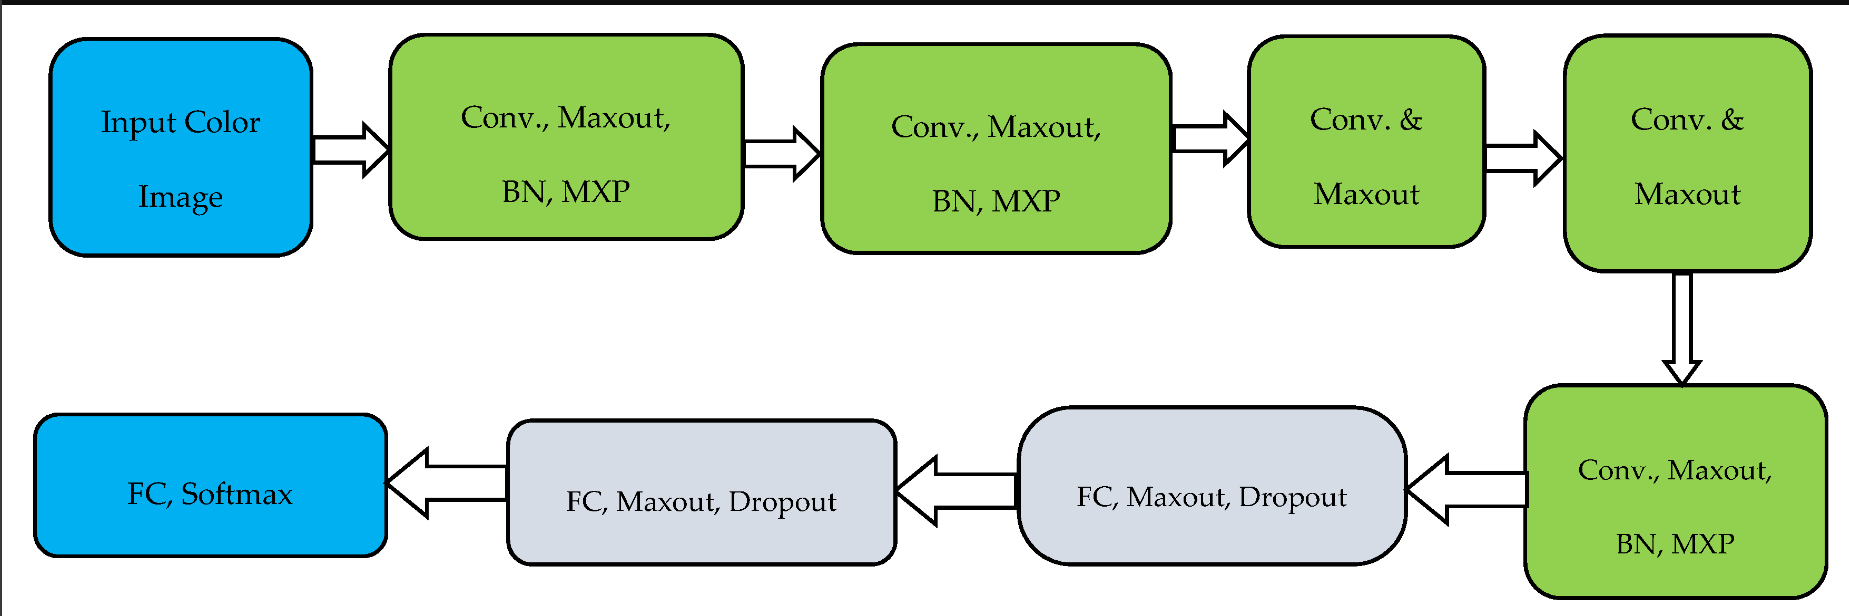 Input Color
Image
Conv., Maxout,
BN, MXP
Conv., Maxout,
BN, MXP
Conv. &
Maxout
Conv. &
Maxout
Conv., Maxout,
BN, MXP
FC, Maxout, Dropout
FC, Maxout, Dropout
FC, Softmax